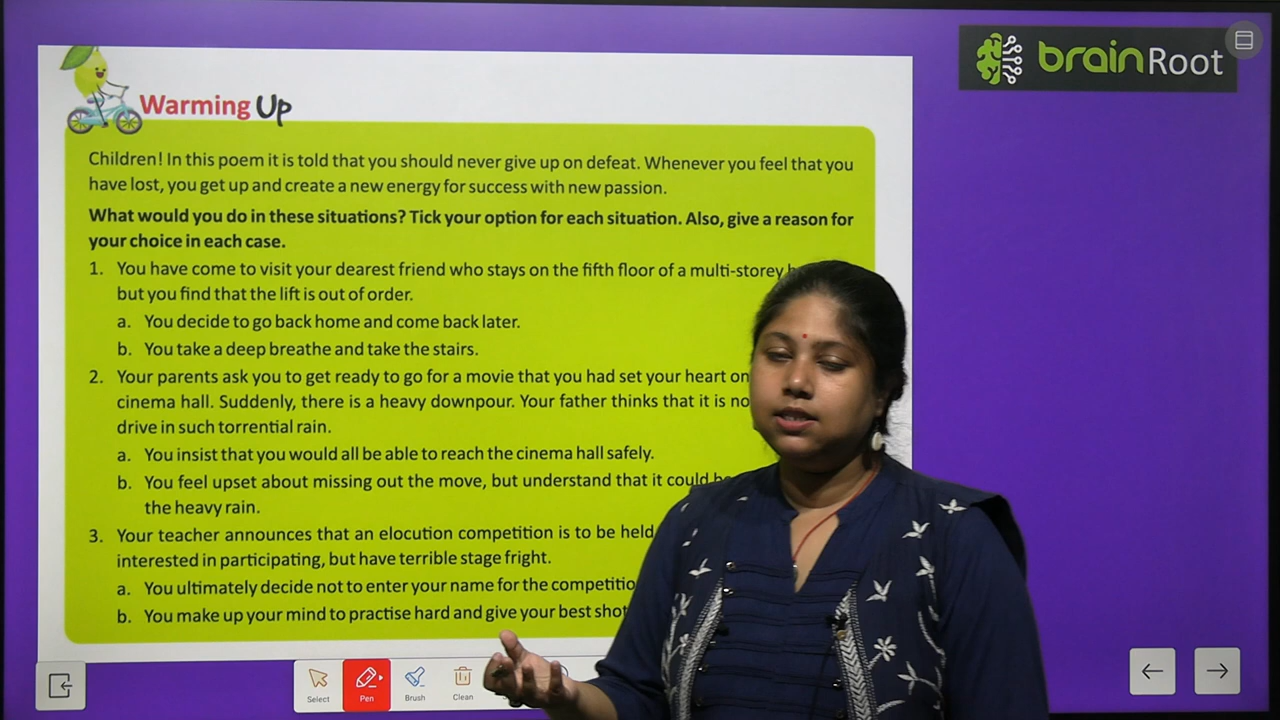 brainRoot
Warming Up
Children! In this poem it is told that you should never give up on defeat. Whenever you feel that you
have lost, you get up and create a new energy for success with new passion.
What would you do in these situations? Tick your option for each situation. Also, give a reason for
your choice in each case.
1. You have come to visit your dearest friend who stays on the fifth floor of a multi-storey
but you find that the lift is out of order.
a. You decide to go back home and come back later.
b. You take a deep breathe and take the stairs.
2. Your parents ask you to get ready to go for a movie that you had set your heart on
cinema hall. Suddenly, there is a heavy downpour. Your father thinks that it is
drive in such torrential rain.
a. You insist that you would all be able to reach the cinema hall safely.
b. You feel upset about missing out the move, but understand that it could
the heavy rain.
3. Your teacher announces that an elocution competition is to be held
interested in participating, but have terrible stage fright.
a. You ultimately decide not to enter your name for the
b. You make up your mind to practise hard and give your best shot
Select Pen Brush Clean